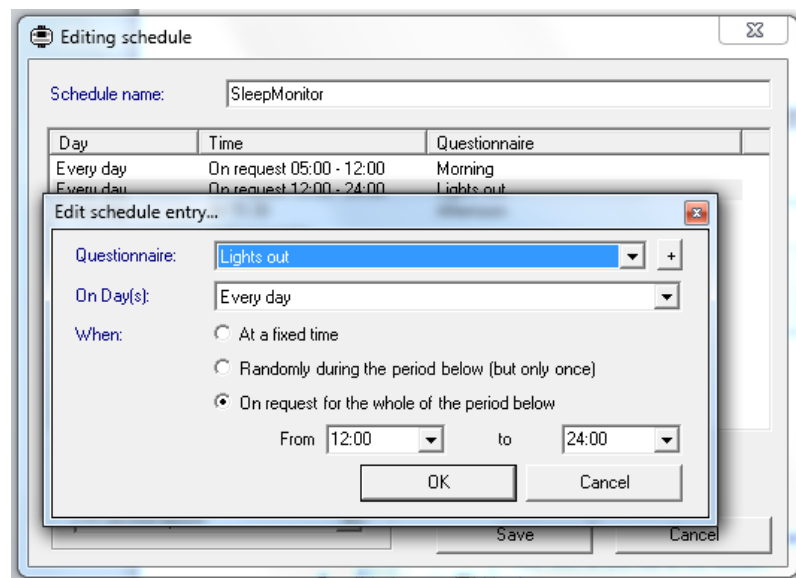 Editing schedule
Schedule name: SleepMonitor
Day Time Questionnaire
Every day On request 05:00 - 12:00 Morning
Every day On request 12:00 - 24:00 Lights out
Edit schedule entry...
Questionnaire: Lights out +
On Day(s): Every day
When: At a fixed time
Randomly during the period below (but only once)
On request for the whole of the period below
From 12:00 to 24:00
OK Cancel
Save Cancel